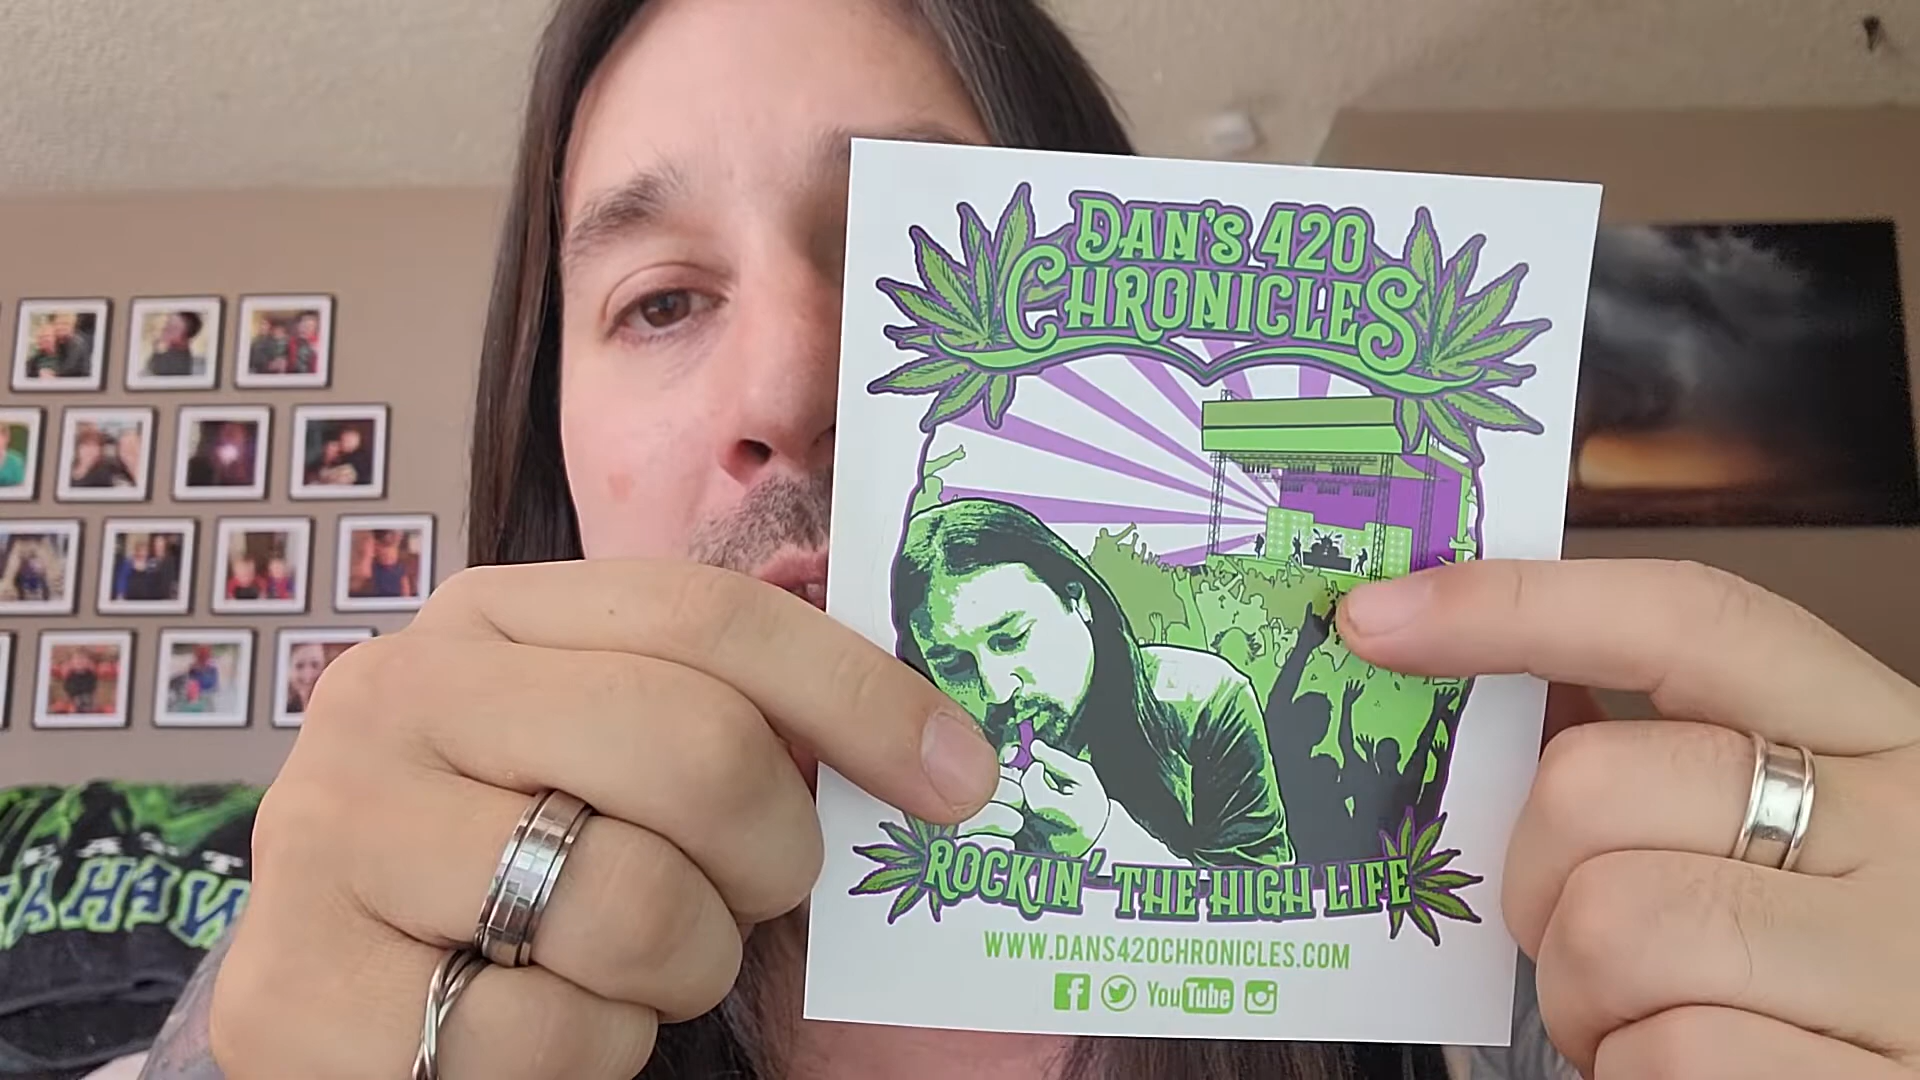 DAN'S 420
CHRONICLES
ROCKIN' THE HIGH LIFE
WWW.DANS420CHRONICLES.COM
YouTube